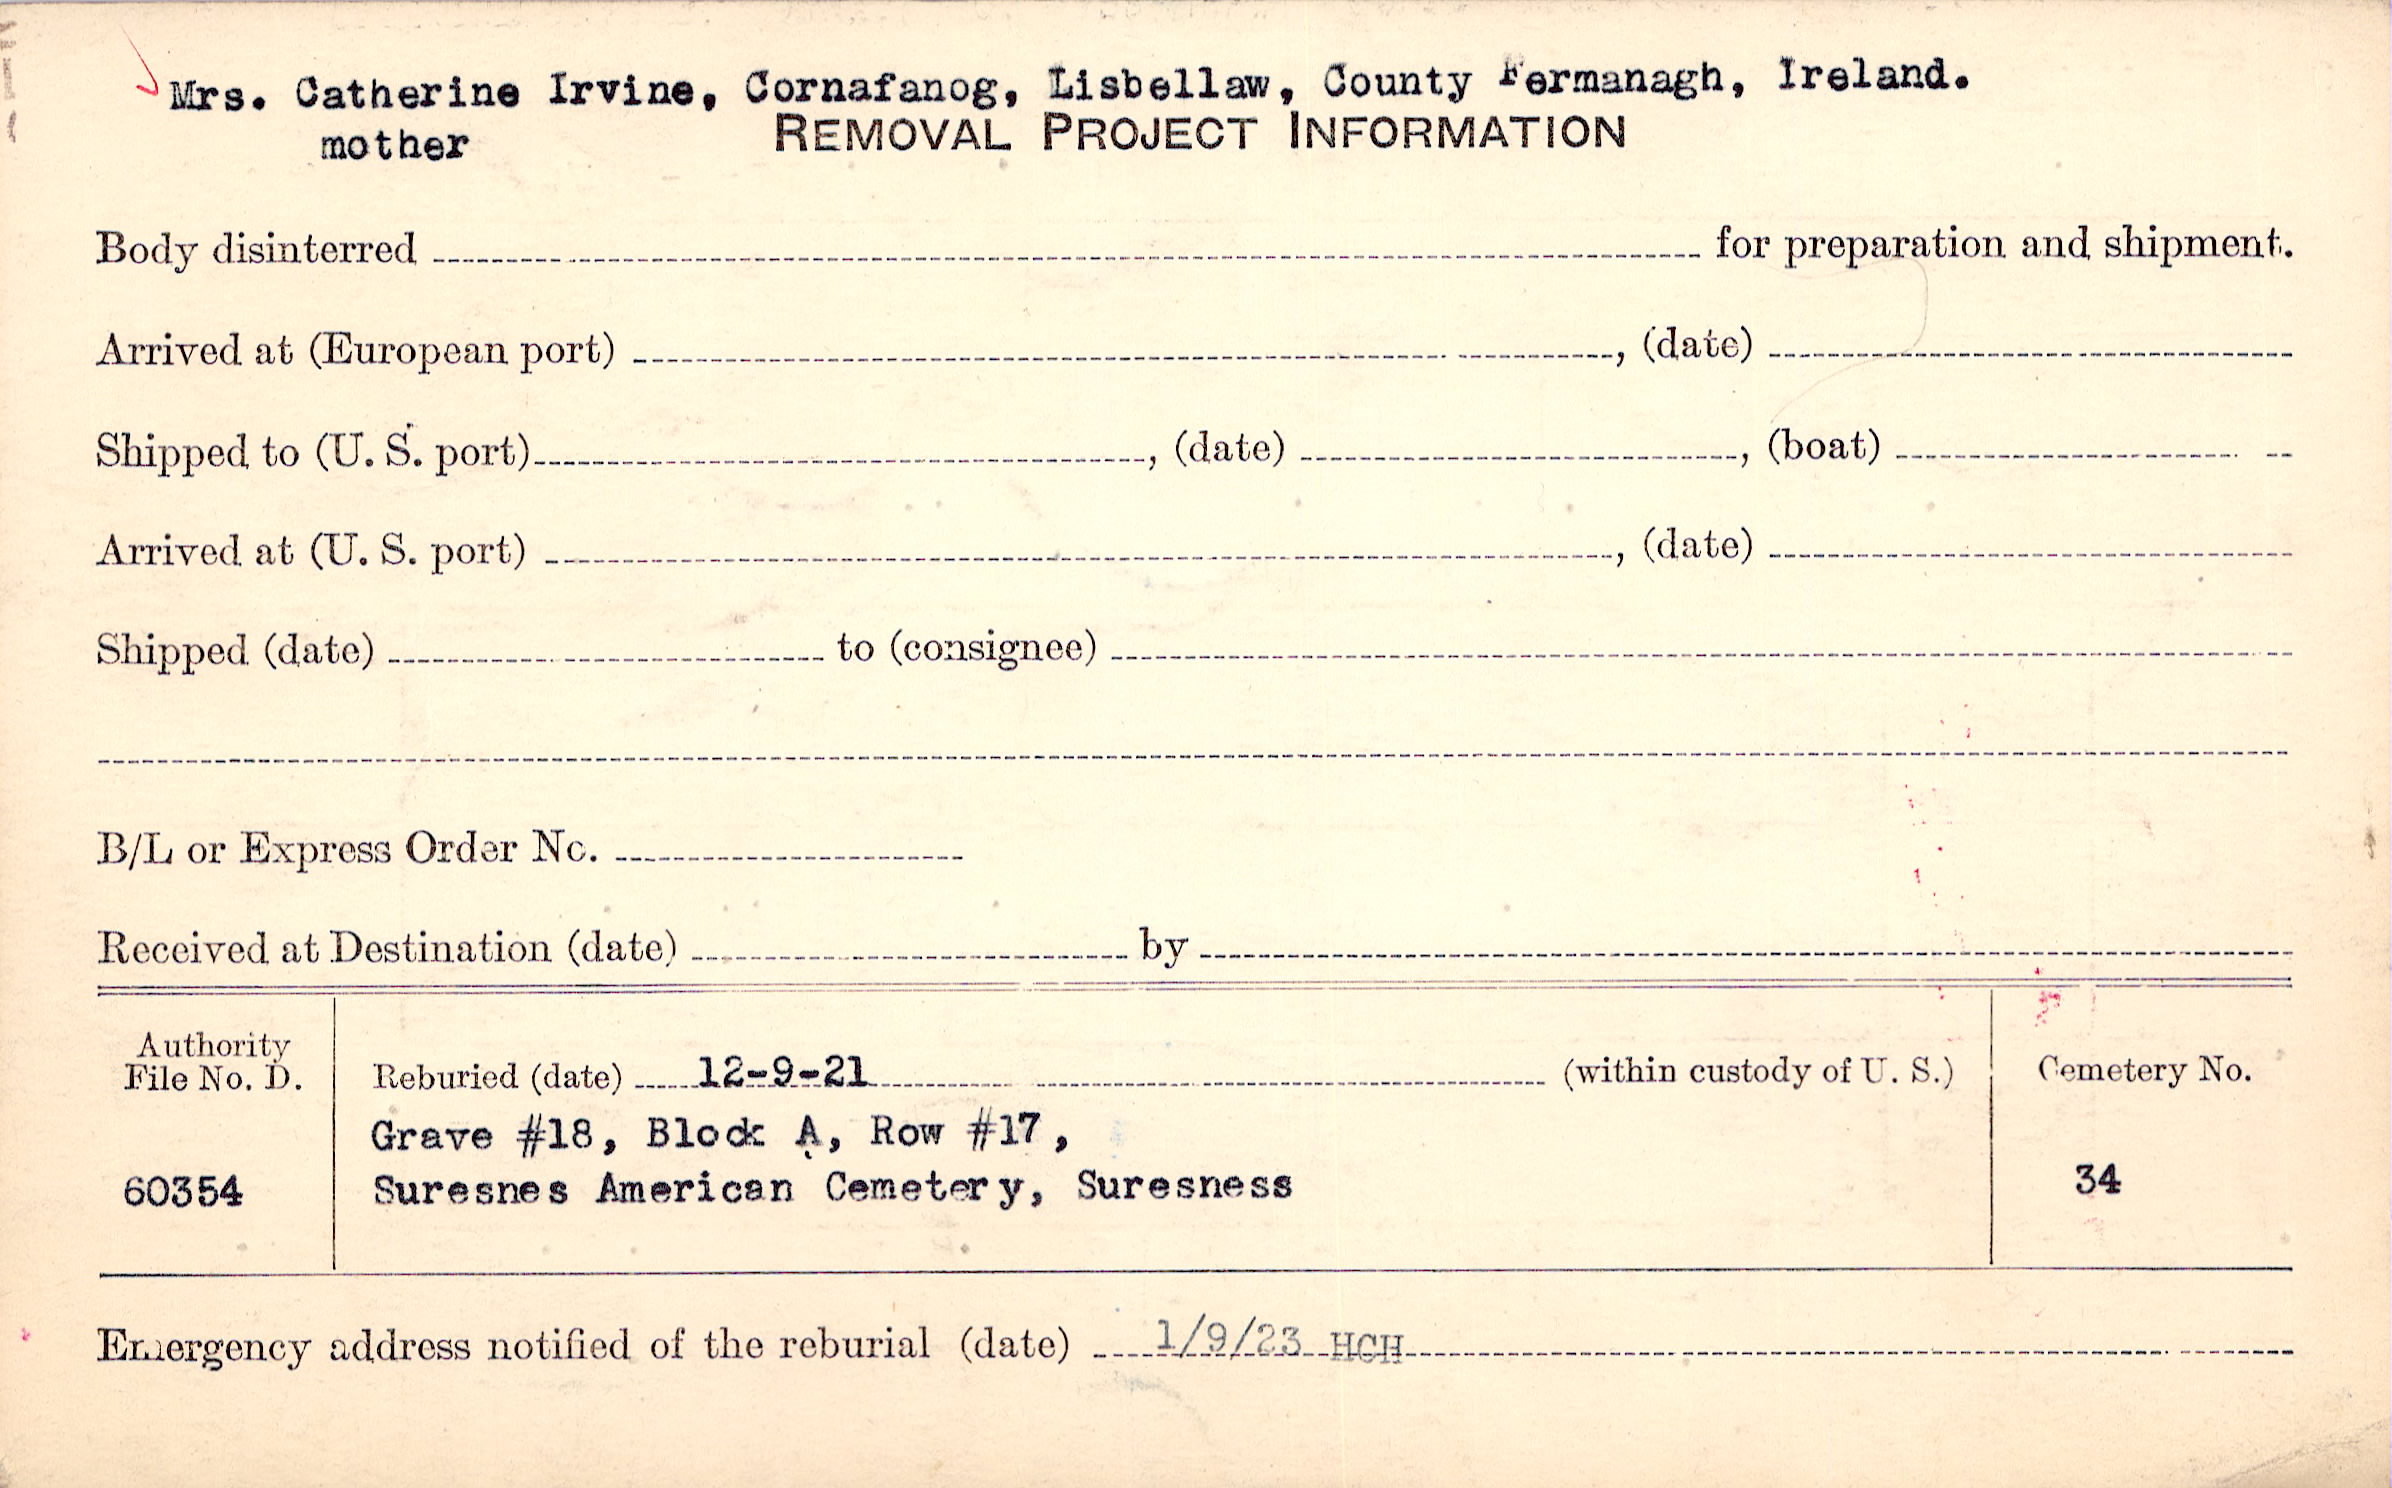 Mrs. Catherine Irvine, Cornafanog, Lisbellaw, County Fermanagh, Ireland.
mother
REMOVAL PROJECT INFORMATION
Body disinterred for preparation and shipment.
Arrived at (European port) , (date)
Shipped to (U. S. port) , (date) , (boat)
Arrived at (U. S. port) , (date)
Shipped (date) to (consignee)
B/L or Express Order No.
Received at Destination (date) by
Authority
File No. D.
60354
Reburied (date) 12-9-21 (within custody of U. S.)
Grave #18, Block A, Row #17,
Suresnes American Cemetery, Suresness
Cemetery No.
34
Emergency address notified of the reburial (date) 1/9/23 HCH